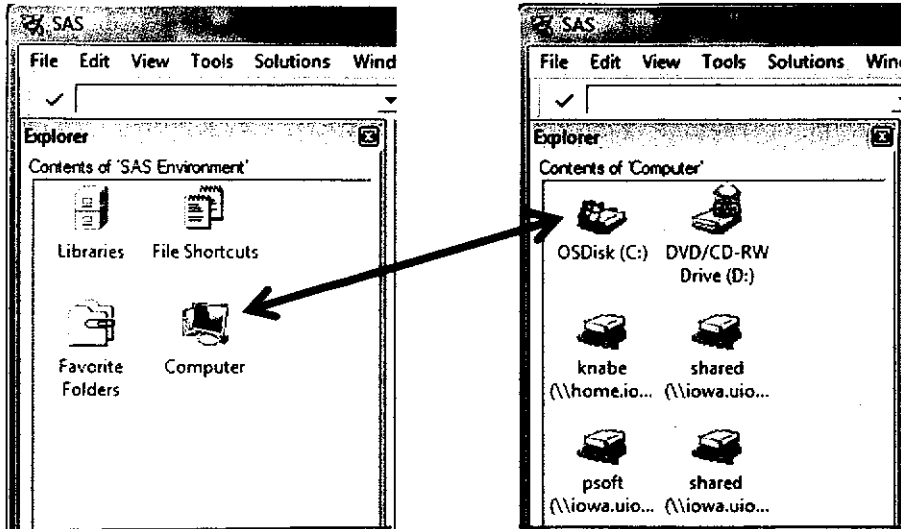 SAS
File Edit View Tools Solutions Wind
Explorer
Contents of 'SAS Environment'
Libraries File Shortcuts
Favorite Folders
Computer
SAS
File Edit View Tools Solutions Win
Explorer
Contents of 'Computer'
OSDisk (C:)
DVD/CD-RW
Drive (D:)
knabe
(\\home.io...
shared
(\\iowa.uio...
psoft
(\\iowa.uio...
shared
(\\iowa.uio...